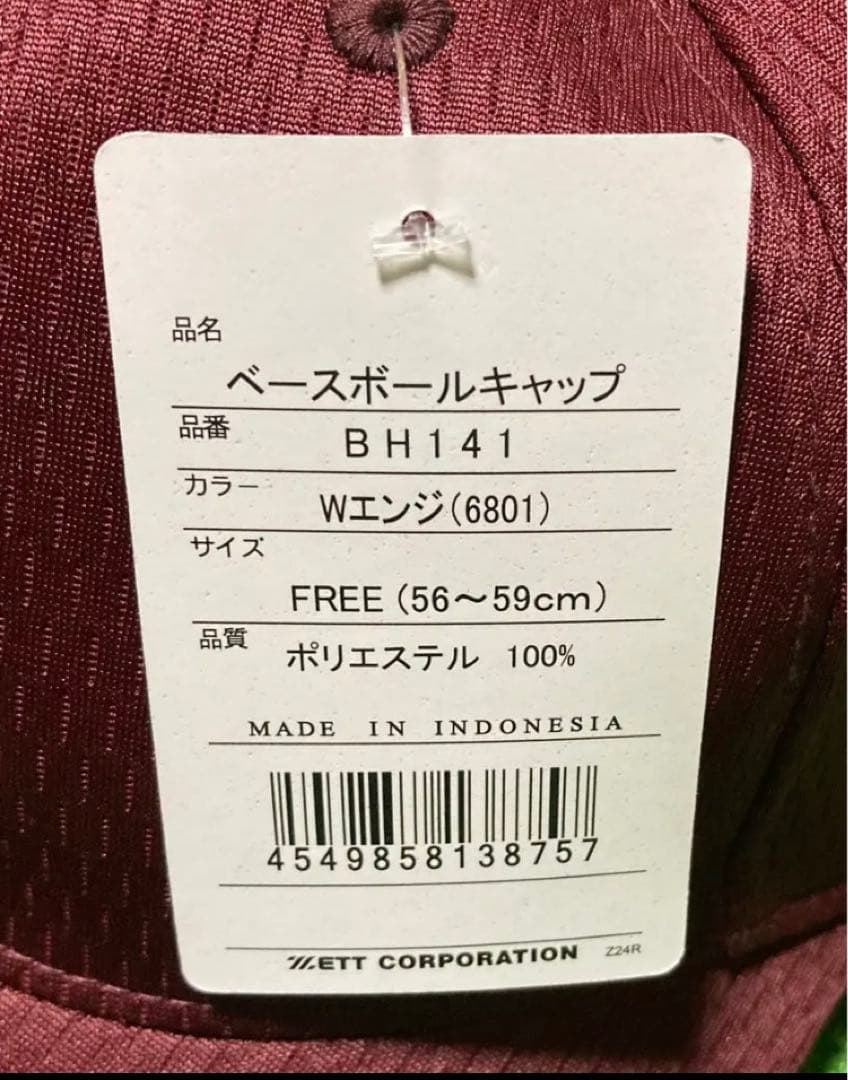 品名
ベースボールキャップ
品番
BH141
カラー
Wエンジ(6801)
サイズ
FREE (56〜59cm)
品質
ポリエステル 100%
MADE IN INDONESIA
4549858138757
ZETT CORPORATION Z24R